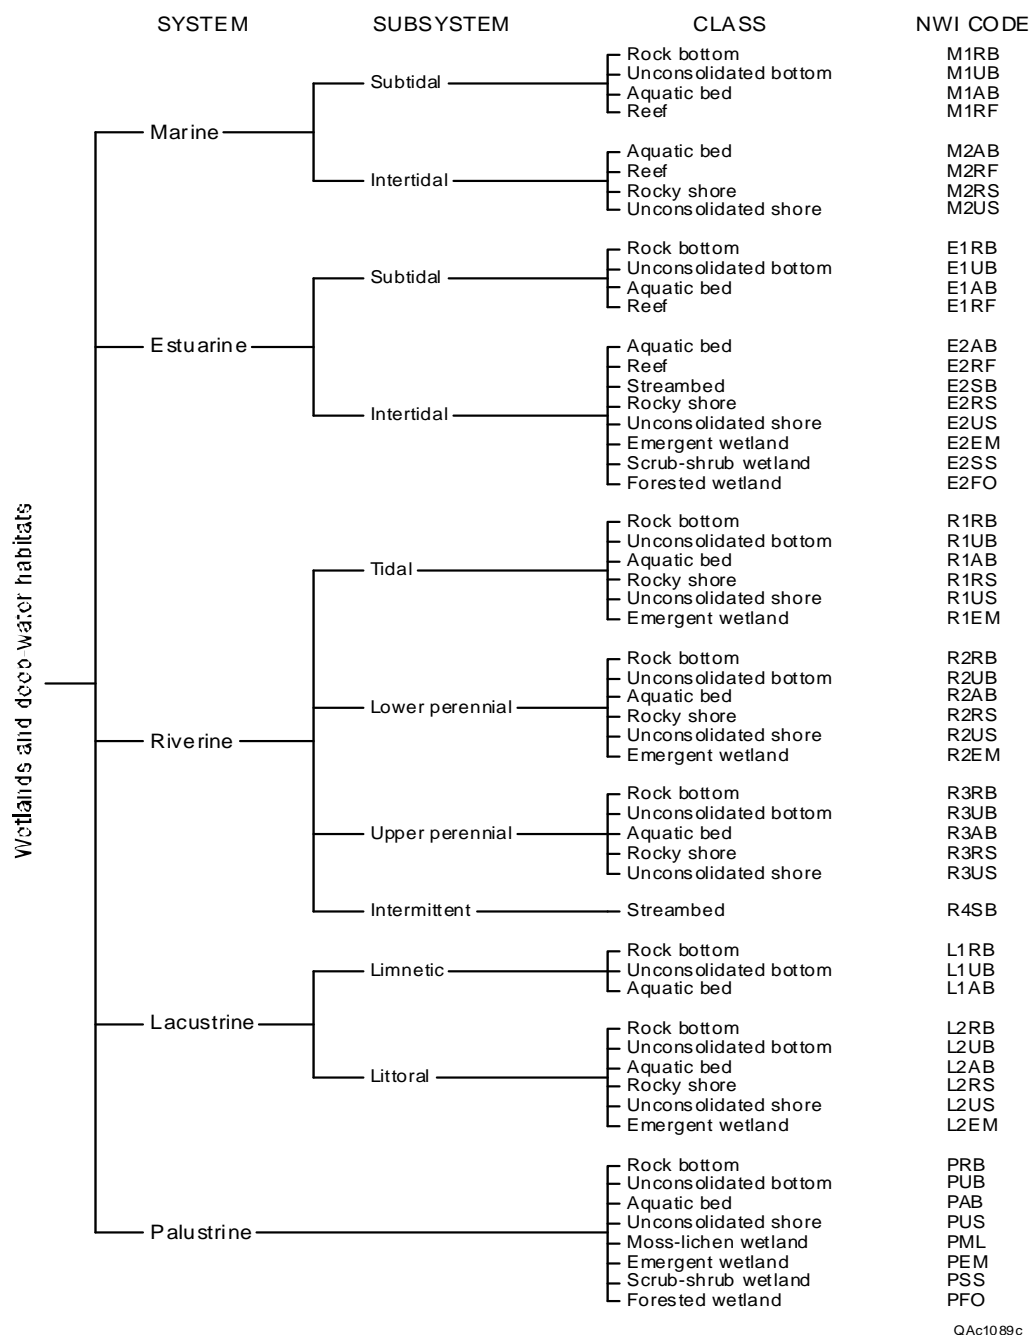 SYSTEM SUBSYSTEM CLASS NWI CODE
Rock bottom M1RB
Unconsolidated bottom M1UB
Subtidal
Aquatic bed M1AB
Reef M1RF
Marine
Aquatic bed M2AB
Reef M2RF
Intertidal
Rocky shore M2RS
Unconsolidated shore M2US
Rock bottom E1RB
Unconsolidated bottom E1UB
Subtidal
Aquatic bed E1AB
Reef E1RF
Estuarine
Aquatic bed E2AB
Reef E2RF
Streambed E2SB
Rocky shore E2RS
Intertidal
Unconsolidated shore E2US
Emergent wetland E2EM
Scrub-shrub wetland E2SS
Forested wetland E2FO
Wetlands and deep-water habitats
Rock bottom R1RB
Unconsolidated bottom R1UB
Aquatic bed R1AB
Tidal
Rocky shore R1RS
Unconsolidated shore R1US
Emergent wetland R1EM
Rock bottom R2RB
Unconsolidated bottom R2UB
Aquatic bed R2AB
Lower perennial
Rocky shore R2RS
Unconsolidated shore R2US
Emergent wetland R2EM
Riverine
Rock bottom R3RB
Unconsolidated bottom R3UB
Upper perennial Aquatic bed R3AB
Rocky shore R3RS
Unconsolidated shore R3US
Intermittent Streambed R4SB
Rock bottom L1RB
Limnetic Unconsolidated bottom L1UB
Aquatic bed L1AB
Lacustrine
Rock bottom L2RB
Unconsolidated bottom L2UB
Aquatic bed L2AB
Littoral
Rocky shore L2RS
Unconsolidated shore L2US
Emergent wetland L2EM
Rock bottom PRB
Unconsolidated bottom PUB
Aquatic bed PAB
Unconsolidated shore PUS
Palustrine
Moss-lichen wetland PML
Emergent wetland PEM
Scrub-shrub wetland PSS
Forested wetland PFO
QAc1089c